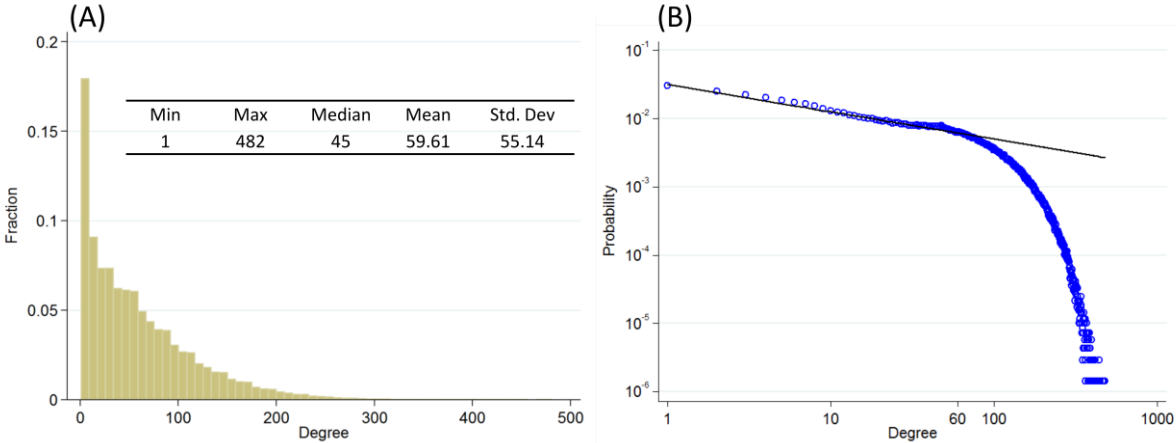 (A)
0.2
0.15
0.1
0.05
0
Fraction
Min Max Median Mean Std. Dev
1 482 45 59.61 55.14
0 100 200 300 400 500
Degree
(B)
10-1
10-2
10-3
10-4
10-5
10-6
Probability
1 10 60 100 1000
Degree